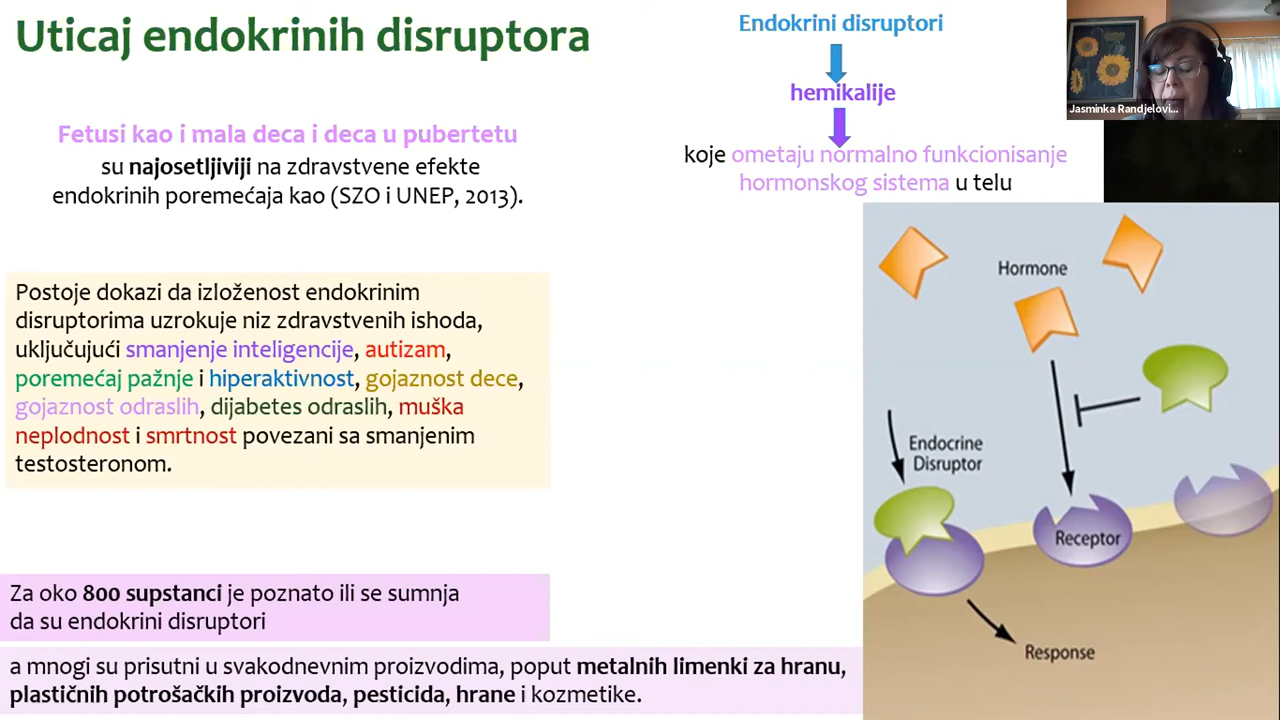 Uticaj endokrinih disruptora
Fetusi kao i mala deca i deca u pubertetu
su najosetljiviji na zdravstvene efekte
endokrinih poremećaja kao (SZO i UNEP, 2013).
Postoje dokazi da izloženost endokrinim
disruptorima uzrokuje niz zdravstvenih ishoda,
uključujući smanjenje inteligencije, autizam,
poremećaj pažnje i hiperaktivnost, gojaznost dece,
gojaznost odraslih, dijabetes odraslih, muška
neplodnost i smrtnost povezani sa smanjenim
testosteronom.
Za oko 800 supstanci je poznato ili se sumnja
da su endokrini disruptori
a mnogi su prisutni u svakodnevnim proizvodima, poput metalnih limenki za hranu,
plastičnih potrošačkih proizvoda, pesticida, hrane i kozmetike.
Endokrini disruptori
hemikalije
koje ometaju normalno funkcionisanje
hormonskog sistema u telu
Jasminka Randjelovi...
Hormone
Endocrine
Disruptor
Receptor
Response